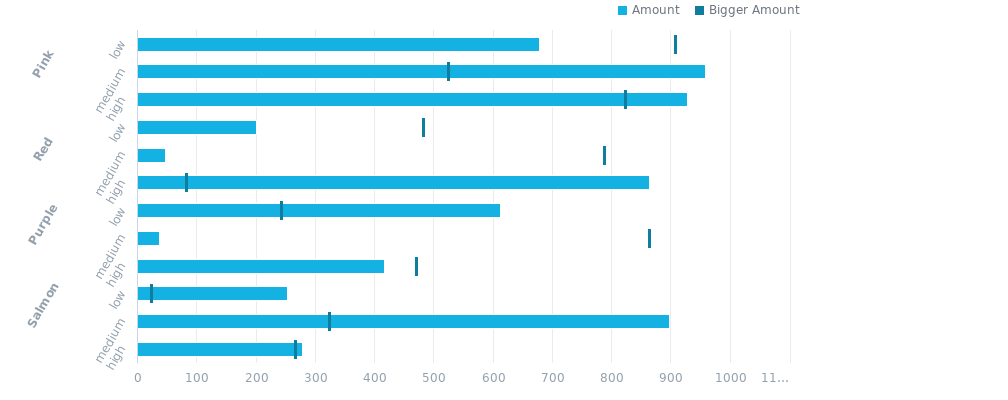 Amount Bigger Amount
Pink
low
medium
high
Red
low
medium
high
Purple
low
medium
high
Salmon
low
medium
high
0 100 200 300 400 500 600 700 800 900 1000 11...